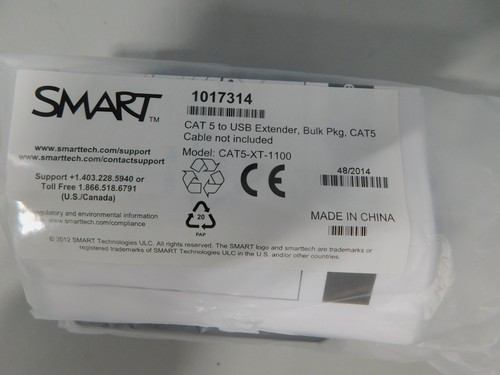 SMART™
1017314
CAT 5 to USB Extender, Bulk Pkg, CAT5
Cable not included
Model: CAT5-XT-1100
www.smarttech.com/support
www.smarttech.com/contactsupport
Support +1.403.228.5940 or
Toll Free 1.866.518.6791
(U.S./Canada)
48/2014
20
PAP
MADE IN CHINA
regulatory and environmental information
www.smarttech.com/compliance
© 2012 SMART Technologies ULC. All rights reserved. The SMART logo and smarttech are trademarks or
registered trademarks of SMART Technologies ULC in the U.S. and/or other countries.